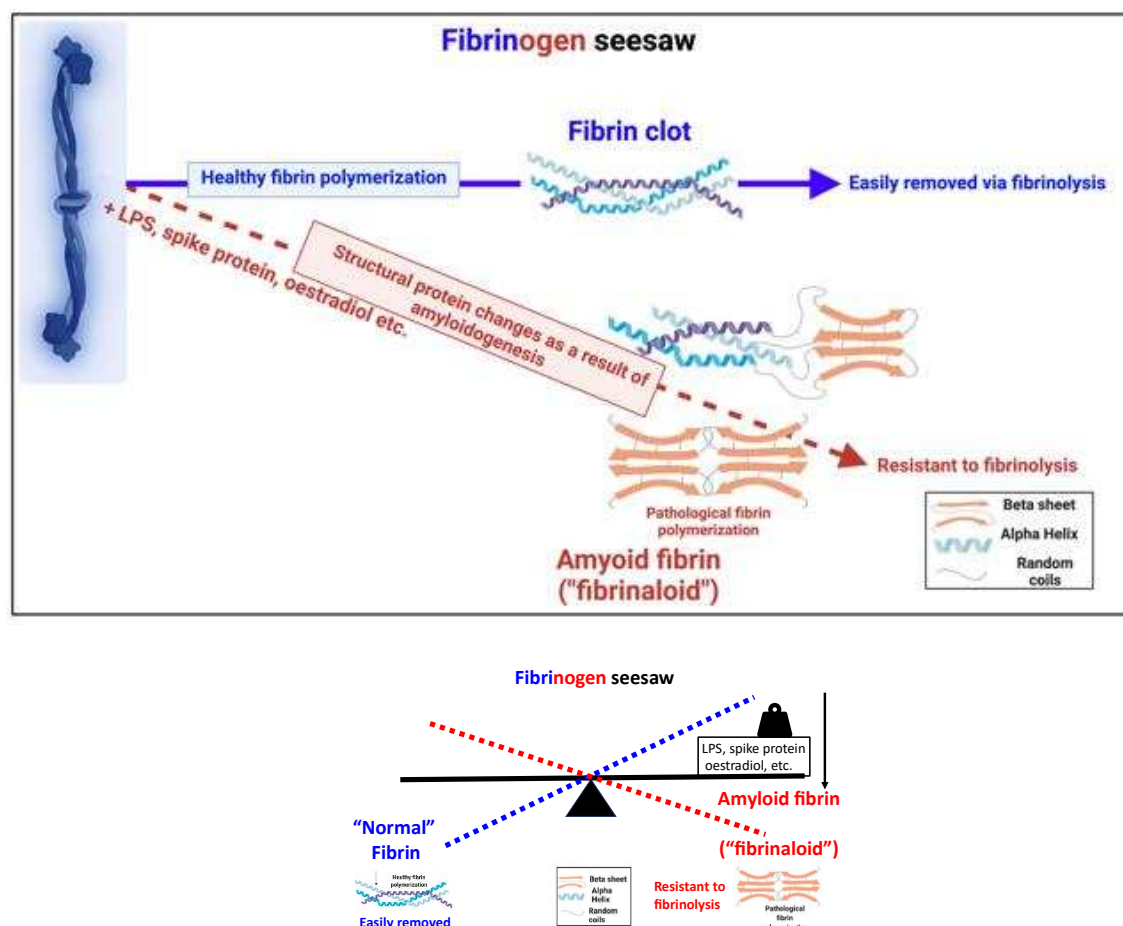 Fibrinogen seesaw
Fibrin clot
Healthy fibrin polymerization
Easily removed via fibrinolysis
+ LPS, spike protein, oestradiol etc.
Structural protein changes as a result of
amyloidogenesis
Resistant to fibrinolysis
Pathological fibrin
polymerization
Amyoid fibrin
("fibrinaloid")
Beta sheet
Alpha Helix
Random
coils
Fibrinogen seesaw
LPS, spike protein
oestradiol, etc.
Amyloid fibrin
“Normal”
Fibrin
(“fibrinaloid”)
Healthy fibrin
polymerization
Easily removed
Beta sheet
Alpha
Helix
Random
coils
Resistant to
fibrinolysis
Pathological
fibrin